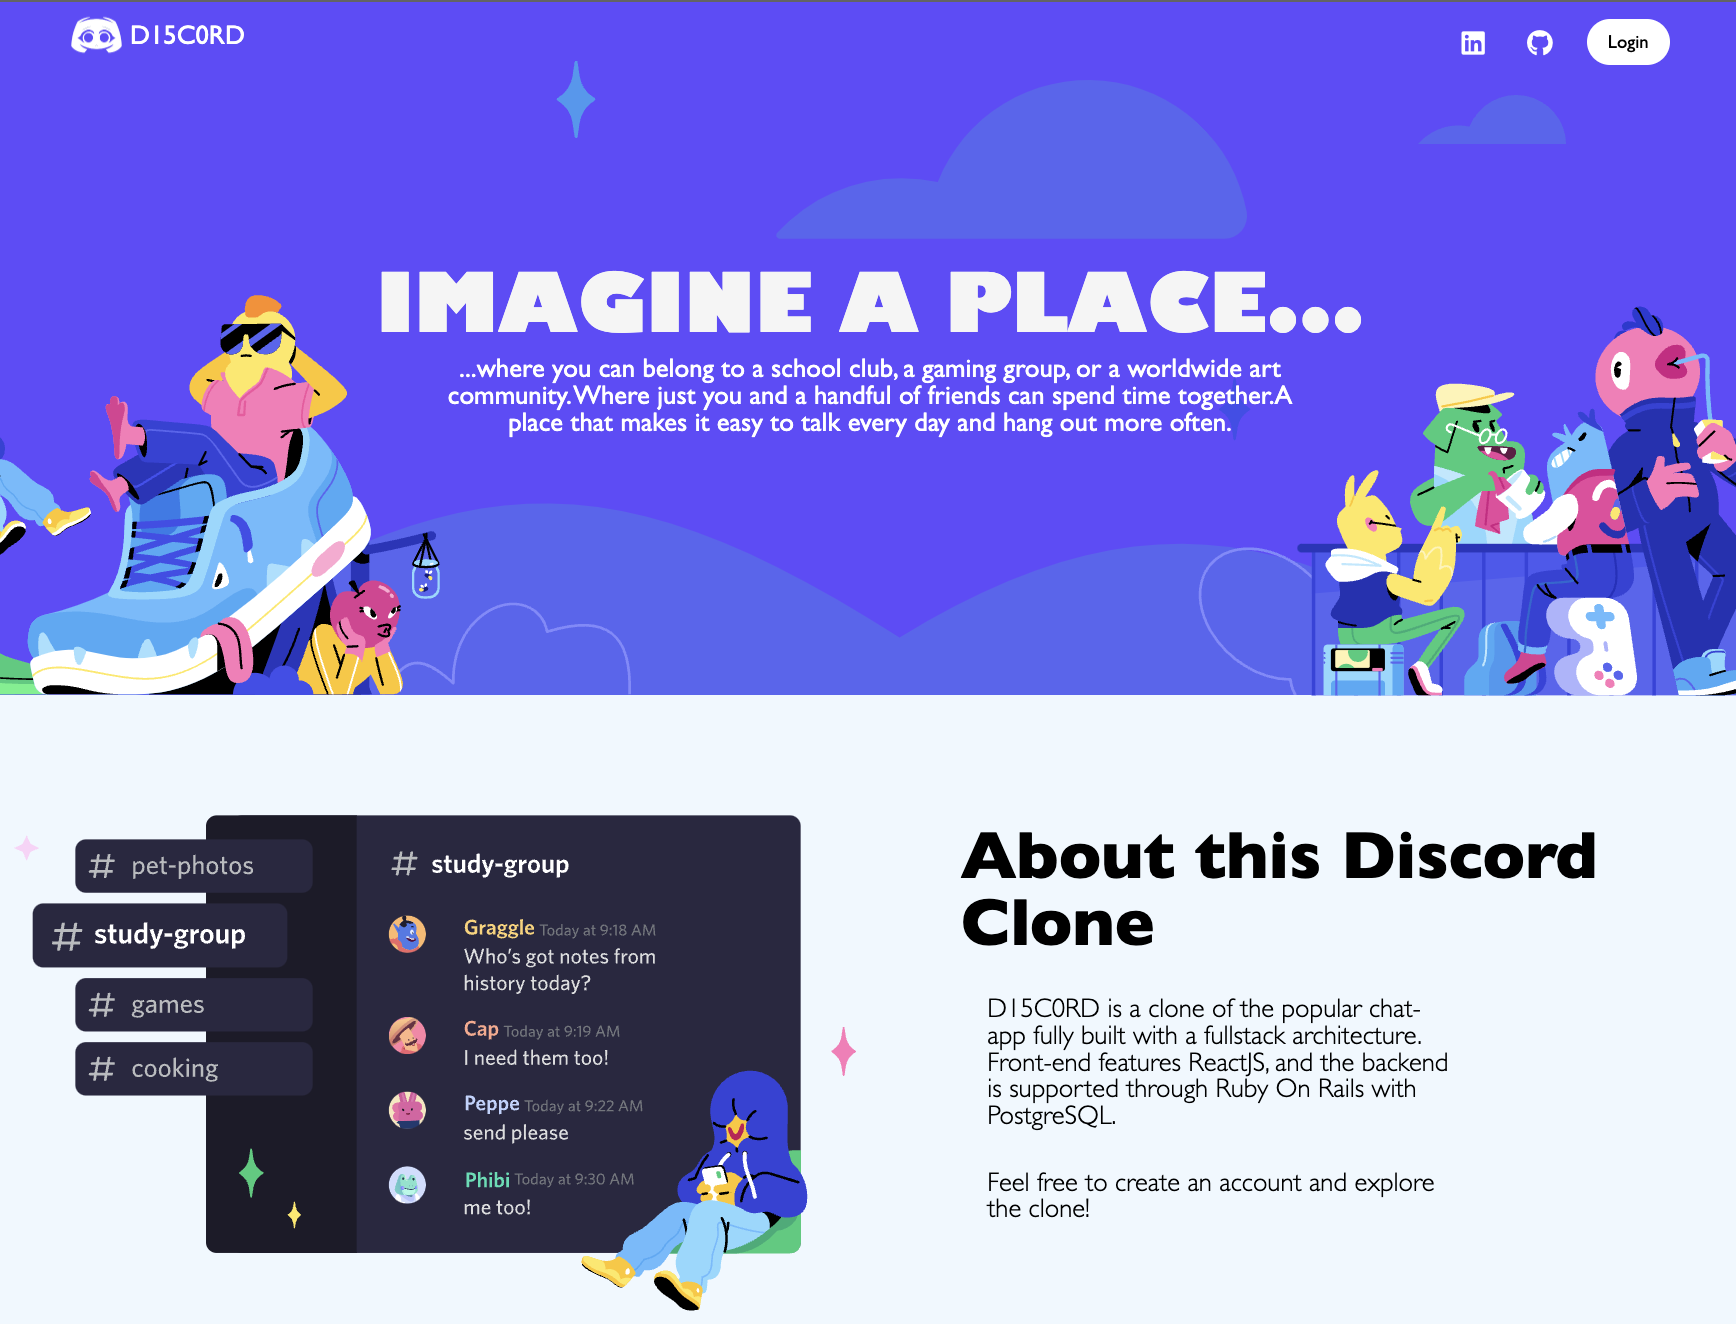 D15C0RD
in
Login
IMAGINE A PLACE...
...where you can belong to a school club, a gaming group, or a worldwide art
community. Where just you and a handful of friends can spend time together. A
place that makes it easy to talk every day and hang out more often.
# pet-photos
# study-group
# games
# cooking
# study-group
Graggle Today at 9:18 AM
Who's got notes from
history today?
Cap Today at 9:19 AM
I need them too!
Peppe Today at 9:22 AM
send please
Phibi Today at 9:30 AM
me too!
About this Discord
Clone
D15C0RD is a clone of the popular chat-
app fully built with a fullstack architecture.
Front-end features ReactJS, and the backend
is supported through Ruby On Rails with
PostgreSQL.
Feel free to create an account and explore
the clone!